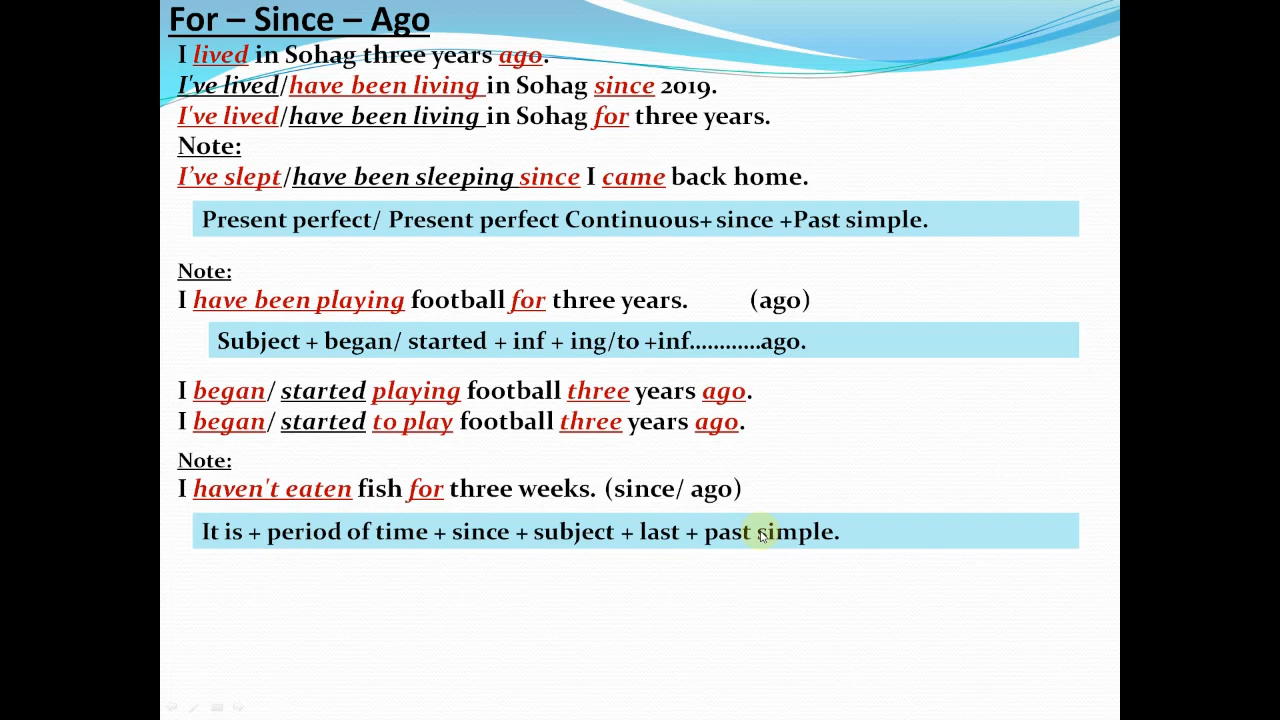 For – Since – Ago
I lived in Sohag three years ago.
I've lived/have been living in Sohag since 2019.
I've lived/have been living in Sohag for three years.
Note:
I’ve slept/have been sleeping since I came back home.
Present perfect/ Present perfect Continuous+ since +Past simple.
Note:
I have been playing football for three years. (ago)
Subject + began/ started + inf + ing/to +inf............ago.
I began/ started playing football three years ago.
I began/ started to play football three years ago.
Note:
I haven't eaten fish for three weeks. (since/ ago)
It is + period of time + since + subject + last + past simple.